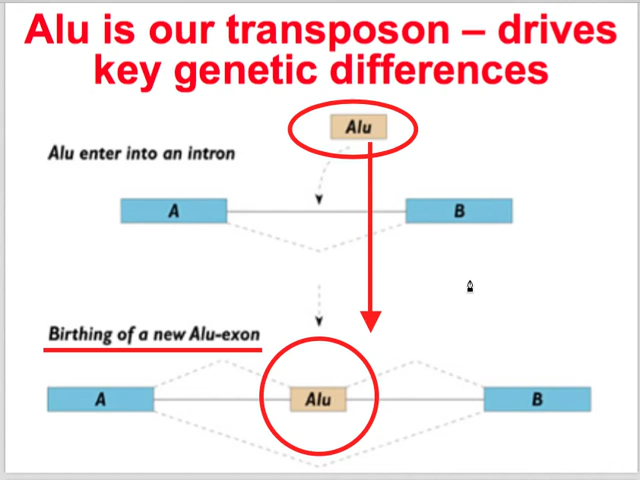 Alu is our transposon – drives
key genetic differences
Alu
Alu enter into an intron
A
B
Birthing of a new Alu-exon
A
Alu
B